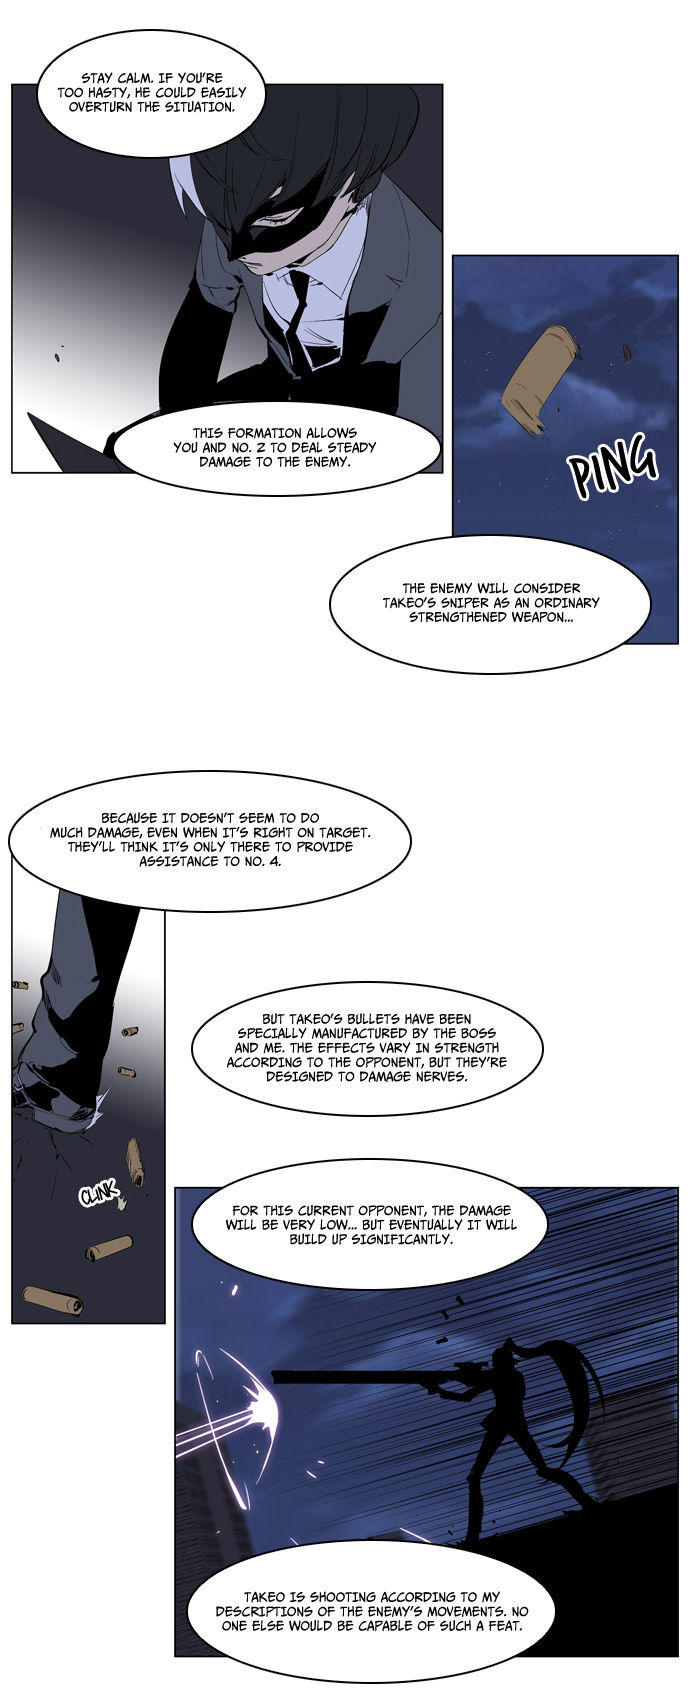 STAY CALM. IF YOU'RE
TOO HASTY, HE COULD EASILY
OVERTURN THE SITUATION.
THIS FORMATION ALLOWS
YOU AND NO. 2 TO DEAL STEADY
DAMAGE TO THE ENEMY.
PING
THE ENEMY WILL CONSIDER
TAKEO'S SNIPER AS AN ORDINARY
STRENGTHENED WEAPON...
BECAUSE IT DOESN'T SEEM TO DO
MUCH DAMAGE, EVEN WHEN IT'S RIGHT ON TARGET.
THEY'LL THINK IT'S ONLY THERE TO PROVIDE
ASSISTANCE TO NO. 4.
BUT TAKEO'S BULLETS HAVE BEEN
SPECIALLY MANUFACTURED BY THE BOSS
AND ME. THE EFFECTS VARY IN STRENGTH
ACCORDING TO THE OPPONENT, BUT THEY'RE
DESIGNED TO DAMAGE NERVES.
CLINK
FOR THIS CURRENT OPPONENT, THE DAMAGE
WILL BE VERY LOW... BUT EVENTUALLY IT WILL
BUILD UP SIGNIFICANTLY.
TAKEO IS SHOOTING ACCORDING TO MY
DESCRIPTIONS OF THE ENEMY'S MOVEMENTS. NO
ONE ELSE WOULD BE CAPABLE OF SUCH A FEAT.